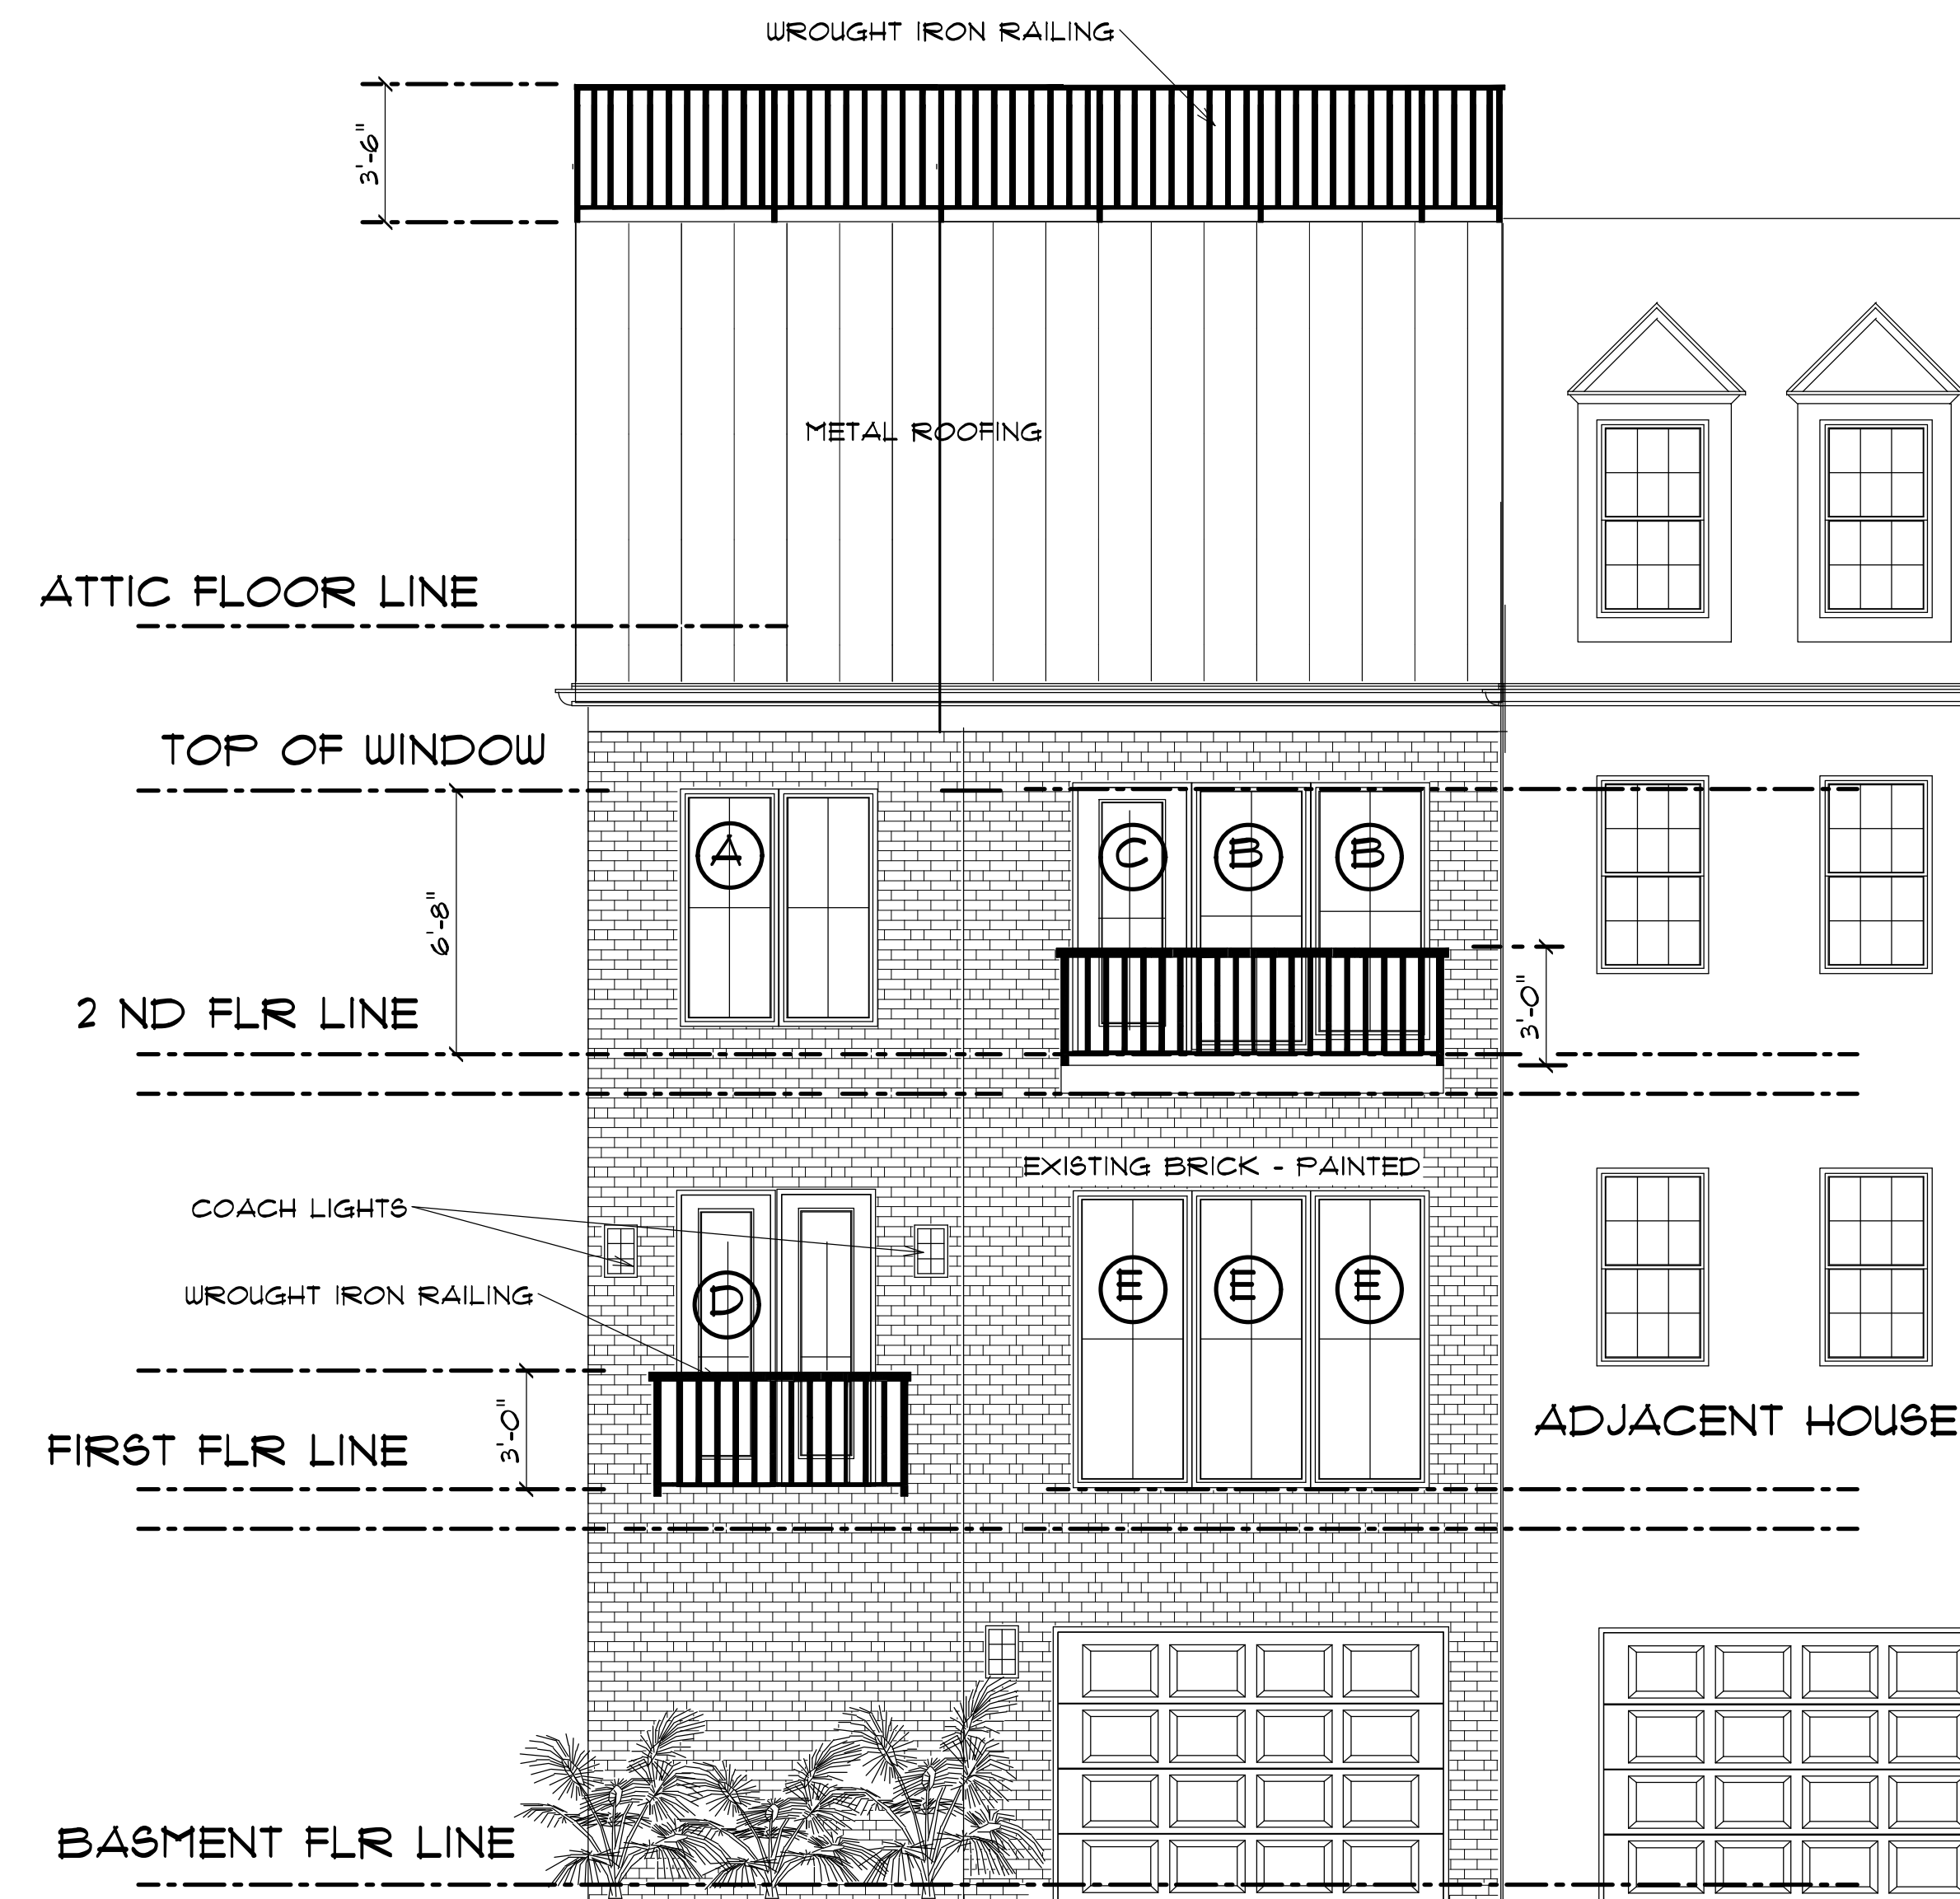 WROUGHT IRON RAILING
3'-6"
METAL ROOFING
ATTIC FLOOR LINE
TOP OF WINDOW
A
C
B
B
6'-8"
2 ND FLR LINE
3'-0"
EXISTING BRICK - PAINTED
COACH LIGHTS
WROUGHT IRON RAILING
D
E
E
E
3'-0"
FIRST FLR LINE
ADJACENT HOUSE
BASMENT FLR LINE